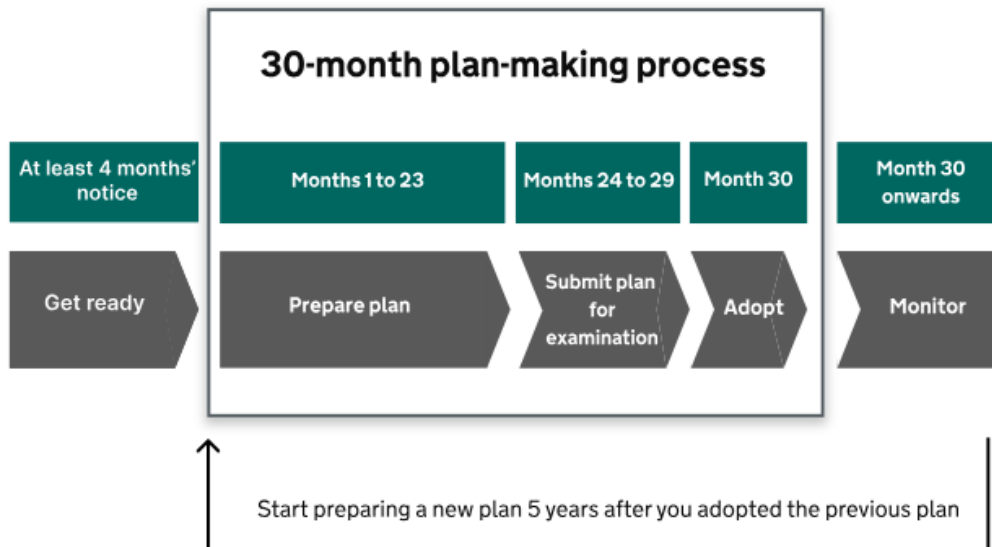 30-month plan-making process
At least 4 months'
notice
Months 1 to 23
Months 24 to 29
Month 30
Month 30
onwards
Get ready
Prepare plan
Submit plan
for
examination
Adopt
Monitor
Start preparing a new plan 5 years after you adopted the previous plan